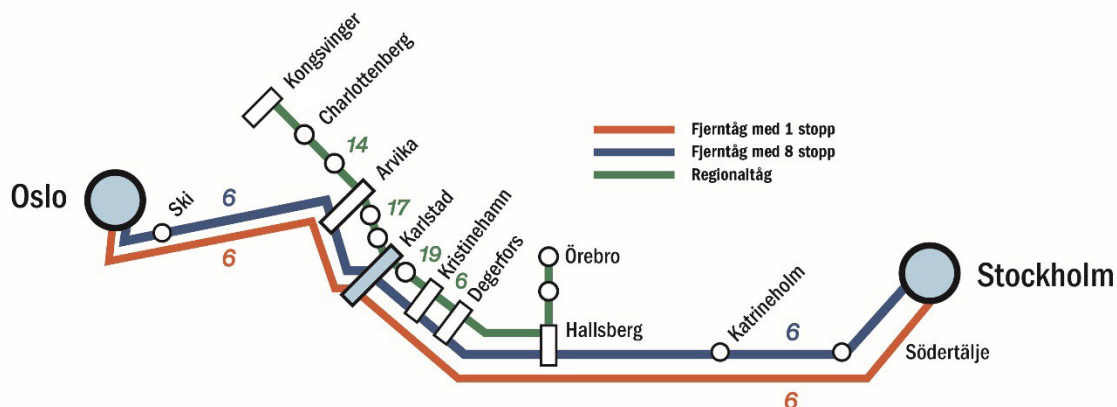 Kongsvinger
Charlottenberg
14
Arvika
17
Karlstad
19
Kristinehamn
6
Degerfors
Örebro
Hallsberg
Oslo
Ski
6
6
Fjerntåg med 1 stopp
Fjerntåg med 8 stopp
Regionaltåg
Katrineholm
6
Södertälje
Stockholm
6